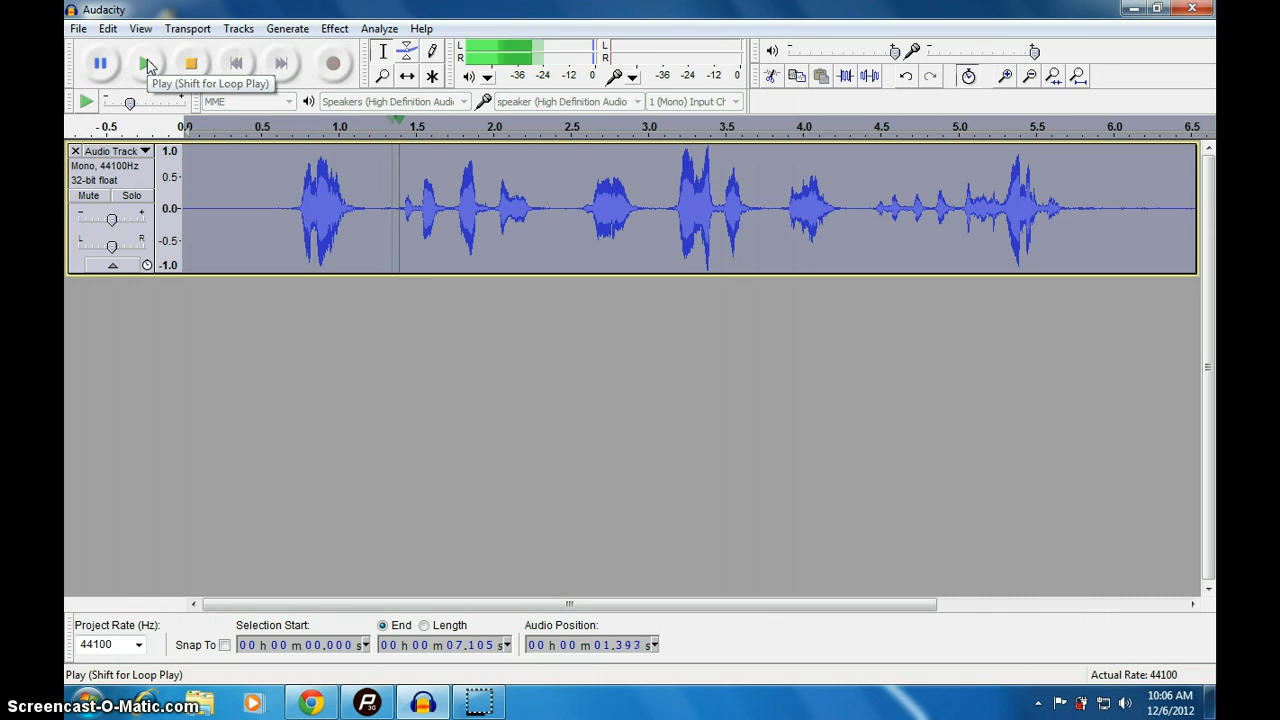 Audacity
File Edit View Transport Tracks Generate Effect Analyze Help
L
R
-36 -24 -12 0
L
R
-36 -24 -12 0
Play (Shift for Loop Play)
MME
Speakers (High Definition Audio
speaker (High Definition Audio
1 (Mono) Input Ch
-0.5 0.0 0.5 1.0 1.5 2.0 2.5 3.0 3.5 4.0 4.5 5.0 5.5 6.0 6.5
Audio Track
Mono, 44100Hz
32-bit float
Mute Solo
- +
L R
1.0
0.5
0.0
-0.5
-1.0
Project Rate (Hz):
44100
Snap To
Selection Start:
00 h 00 m 00.000 s
End Length
00 h 00 m 07.105 s
Audio Position:
00 h 00 m 01.393 s
Play (Shift for Loop Play)
Actual Rate: 44100
Screencast-O-Matic.com
10:06 AM
12/6/2012